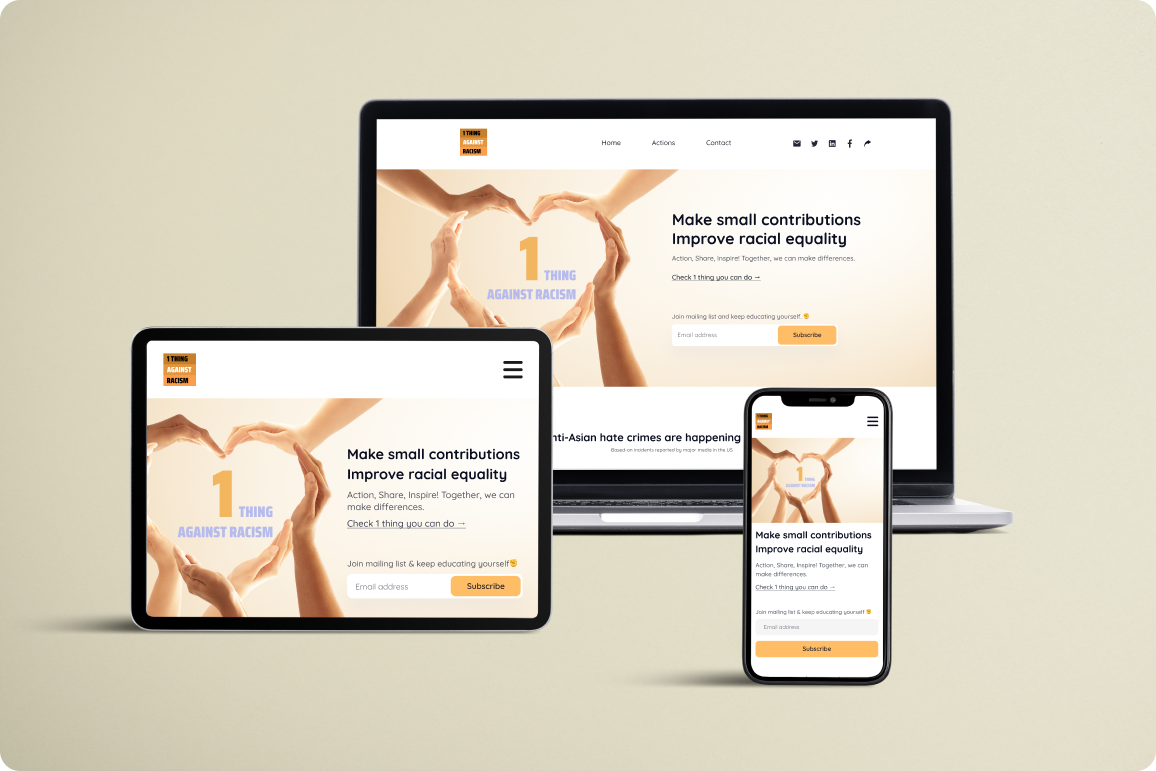 1 THING
AGAINST
RACISM
Home
Actions
Contact
Make small contributions
Improve racial equality
Action, Share, Inspire! Together, we can make differences.
Check 1 thing you can do →
1
THING
AGAINST RACISM
Join mailing list and keep educating yourself.
Email address
Subscribe
nti-Asian hate crimes are happening
Based on incidents reported by major media in the US
1 THING
AGAINST
RACISM
Make small contributions
Improve racial equality
Action, Share, Inspire! Together, we can
make differences.
Check 1 thing you can do →
1
THING
AGAINST RACISM
Join mailing list & keep educating yourself
Email address
Subscribe
1 THING
AGAINST
RACISM
1
THING
AGAINST RACISM
Make small contributions
Improve racial equality
Action, Share, Inspire! Together, we can
make differences.
Check 1 thing you can do →
Join mailing list & keep educating yourself
Email address
Subscribe